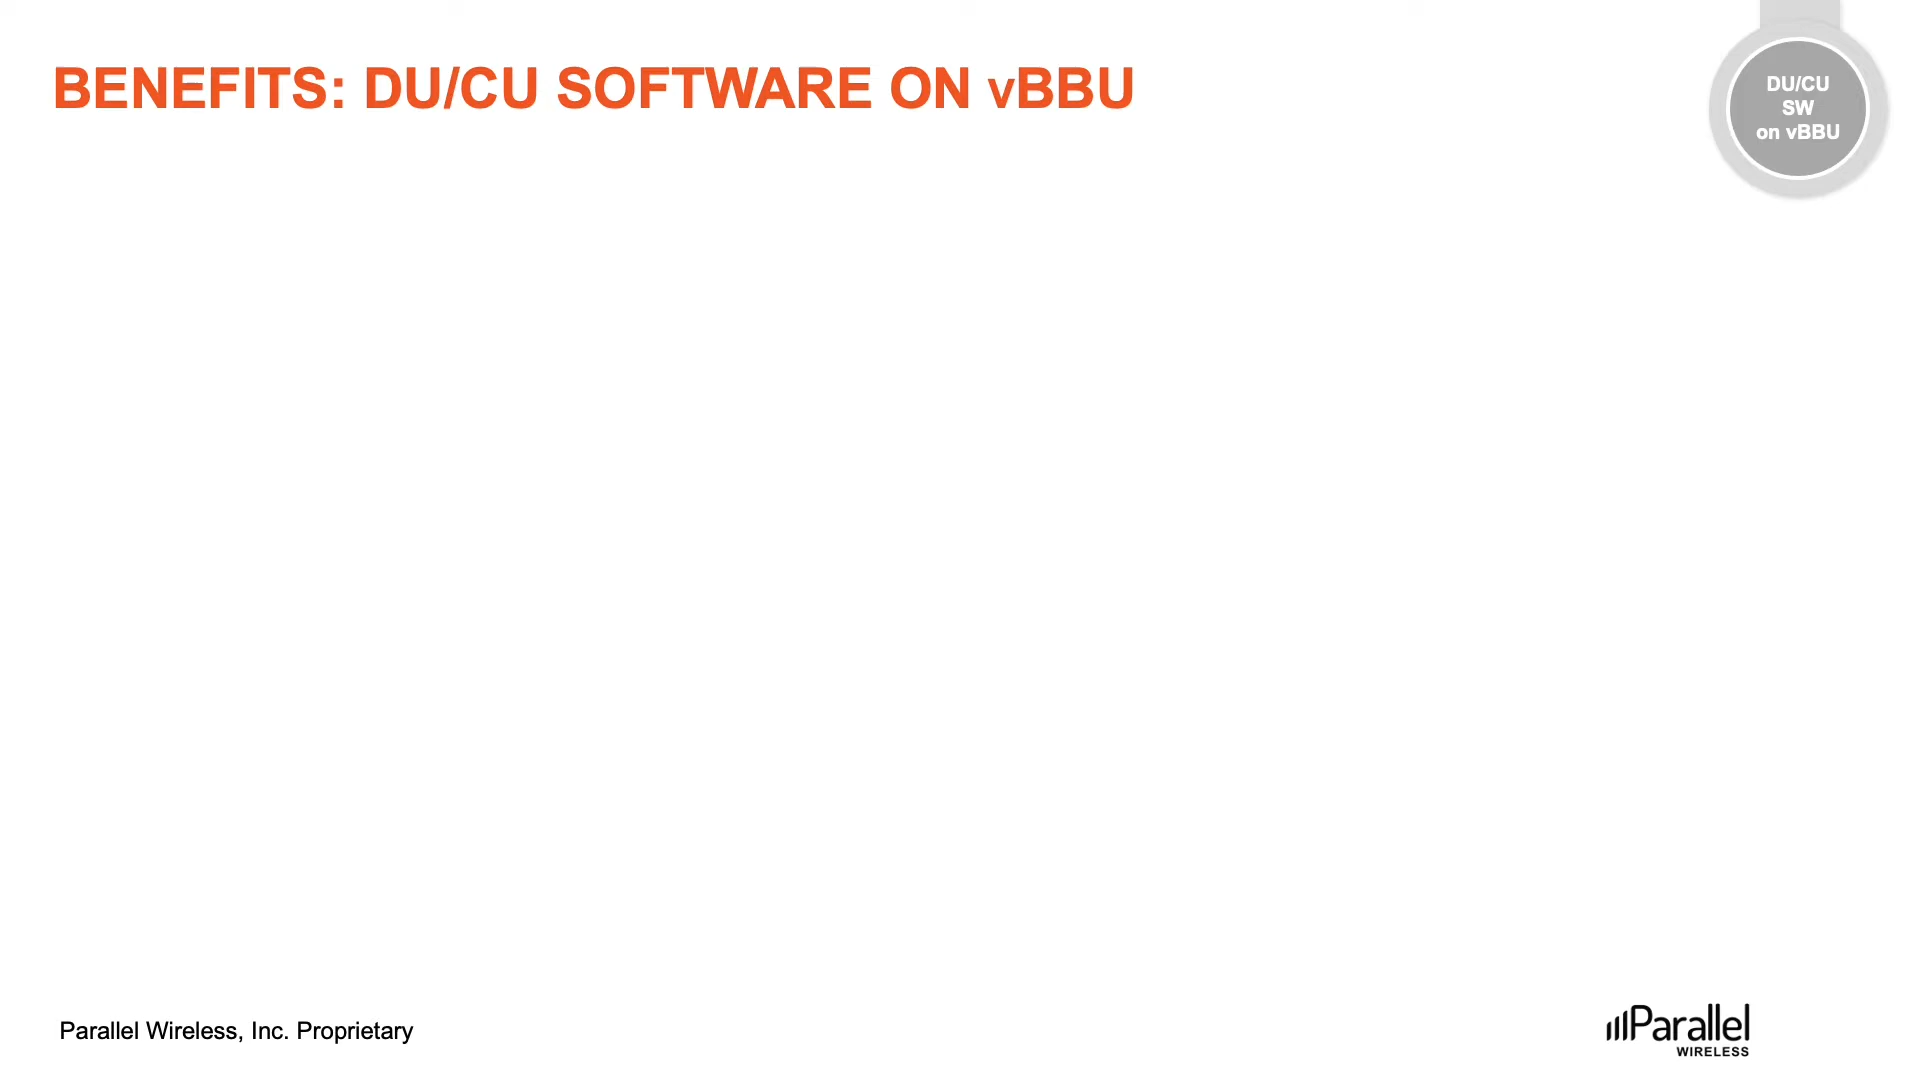 BENEFITS: DU/CU SOFTWARE ON vBBU
DU/CU
SW
on vBBU
Parallel Wireless, Inc. Proprietary
Parallel
WIRELESS